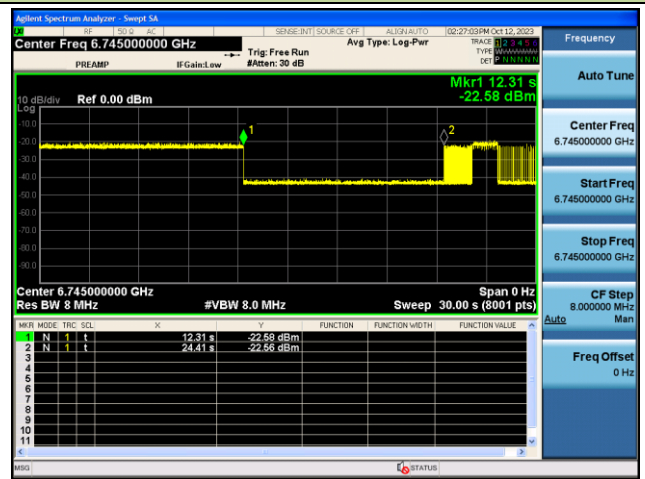 Agilent Spectrum Analyzer - Swept SA
RF 50 Ω AC SENSE:INT SOURCE OFF ALIGN AUTO 02:27:03 PM Oct 12, 2023
Center Freq 6.745000000 GHz Avg Type: Log-Pwr TRACE 1 2 3 4 5 6
Trig: Free Run TYPE
PREAMP IFGain:Low #Atten: 30 dB DET P N N N N N
Mkr1 12.31 s
-22.58 dBm
10 dB/div Ref 0.00 dBm
Log
-10.0
-20.0
-30.0
-40.0
-50.0
-60.0
-70.0
-80.0
-90.0
1
2
Center 6.745000000 GHz Span 0 Hz
Res BW 8 MHz #VBW 8.0 MHz Sweep 30.00 s (8001 pts)
MKR MODE TRC SCL X Y FUNCTION FUNCTION WIDTH FUNCTION VALUE
1 N 1 t 12.31 s -22.58 dBm
2 N 1 t 24.41 s -22.56 dBm
3
4
5
6
7
8
9
10
11
MSG STATUS
Frequency
Auto Tune
Center Freq
6.745000000 GHz
Start Freq
6.745000000 GHz
Stop Freq
6.745000000 GHz
CF Step
8.000000 MHz
Auto Man
Freq Offset
0 Hz